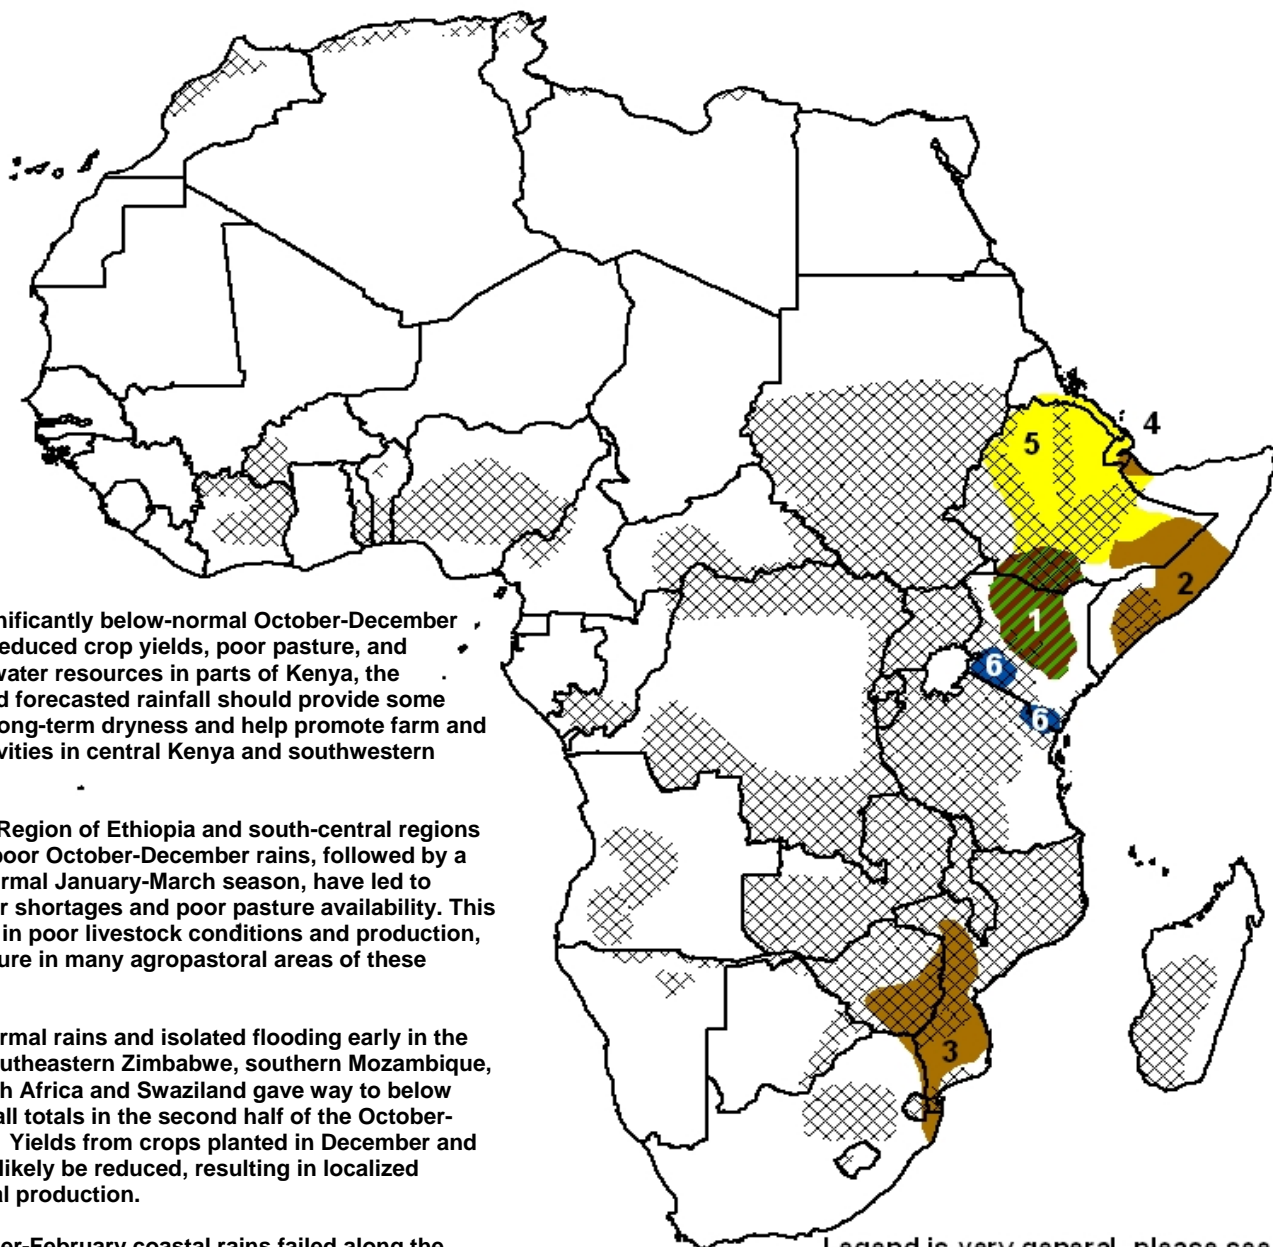 nificantly below-normal October-December
educed crop yields, poor pasture, and
water resources in parts of Kenya, the
d forecasted rainfall should provide some
ong-term dryness and help promote farm and
vities in central Kenya and southwestern
Region of Ethiopia and south-central regions
poor October-December rains, followed by a
ormal January-March season, have led to
r shortages and poor pasture availability. This
in poor livestock conditions and production,
ure in many agropastoral areas of these
rmal rains and isolated flooding early in the
utheastern Zimbabwe, southern Mozambique,
h Africa and Swaziland gave way to below
all totals in the second half of the October-
Yields from crops planted in December and
likely be reduced, resulting in localized
al production.
er-February coastal rains failed along the
4
5
2
1
6
6
3
Legend is very general, please see